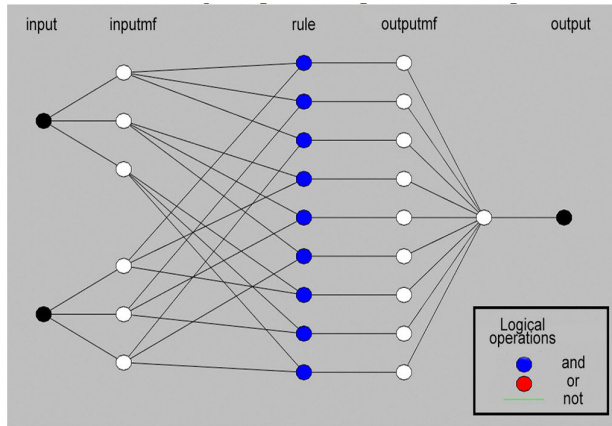 input inputmf rule outputmf output
Logical
operations
and
or
not